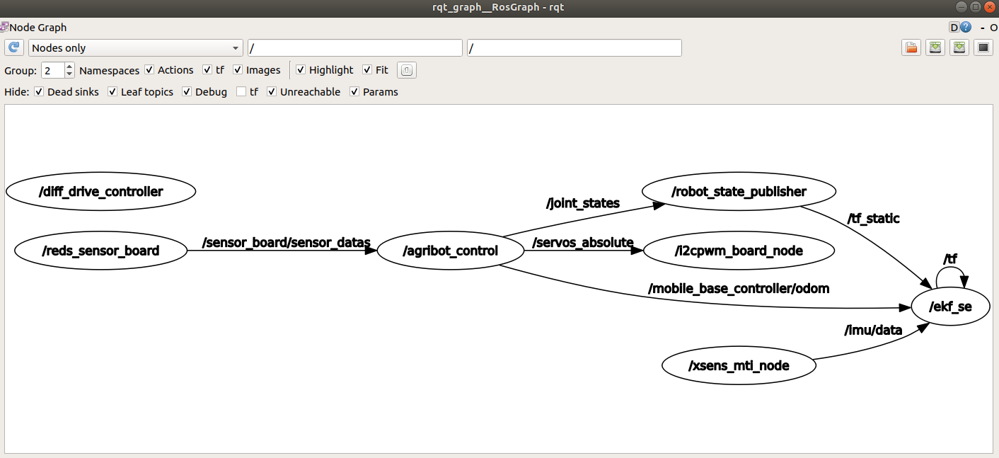 rqt_graph__RosGraph - rqt
Node Graph
D ? - O
Nodes only / /
Group: 2 Namespaces Actions tf Images Highlight Fit
Hide: Dead sinks Leaf topics Debug tf Unreachable Params
/diff_drive_controller
/robot_state_publisher
/joint_states
/tf_static
/reds_sensor_board
/sensor_board/sensor_datas
/agribot_control
/servos_absolute
/i2cpwm_board_node
/tf
/mobile_base_controller/odom
/ekf_se
/imu/data
/xsens_mti_node